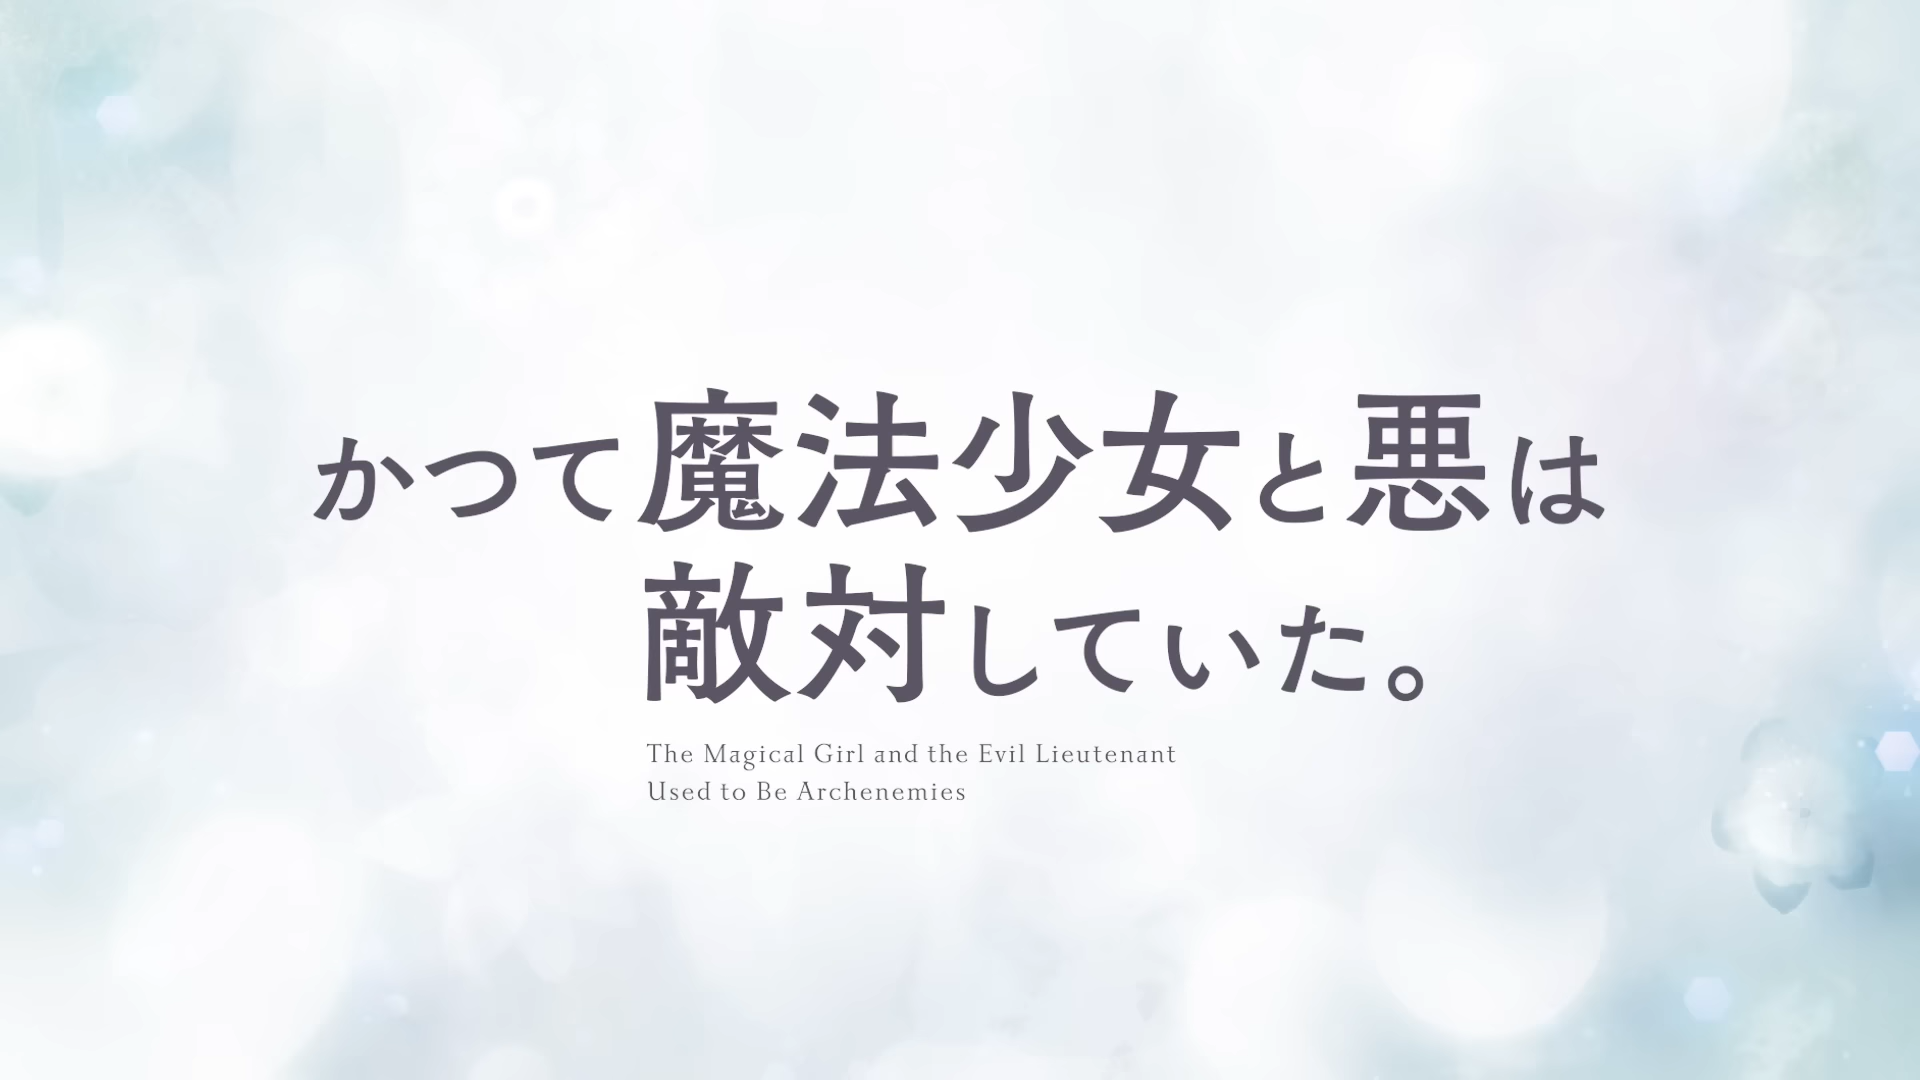 かつて魔法少女と悪は
敵対していた。
The Magical Girl and the Evil Lieutenant
Used to Be Archenemies